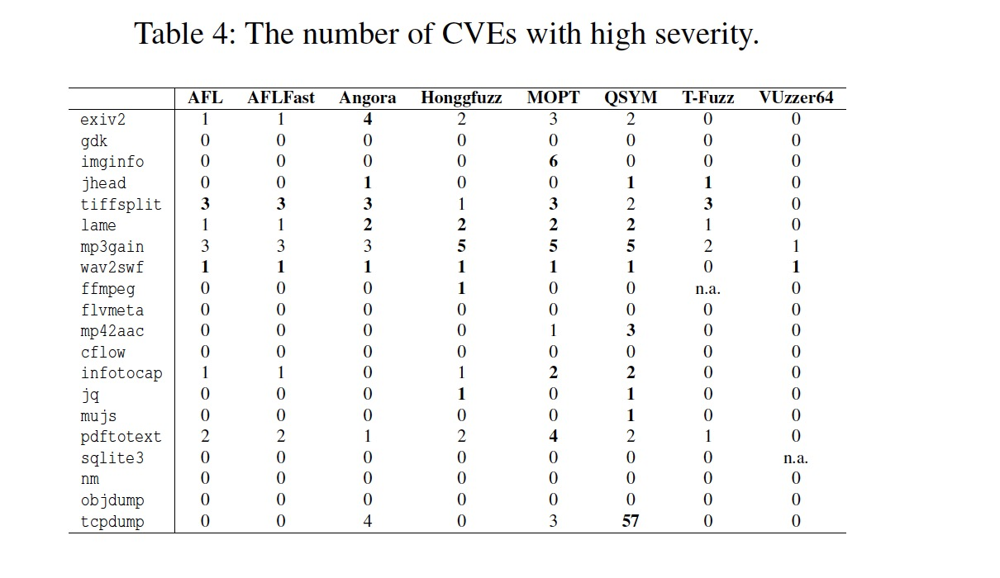 Table 4: The number of CVEs with high severity.
AFL AFLFast Angora Honggfuzz MOPT QSYM T-Fuzz VUzzer64
exiv2 1 1 4 2 3 2 0 0
gdk 0 0 0 0 0 0 0 0
imginfo 0 0 0 0 6 0 0 0
jhead 0 0 1 0 0 1 1 0
tiffsplit 3 3 3 1 3 2 3 0
lame 1 1 2 2 2 2 1 0
mp3gain 3 3 3 5 5 5 2 1
wav2swf 1 1 1 1 1 1 0 1
ffmpeg 0 0 0 1 0 0 n.a. 0
flvmeta 0 0 0 0 0 0 0 0
mp42aac 0 0 0 0 1 3 0 0
cflow 0 0 0 0 0 0 0 0
infotocap 1 1 0 1 2 2 0 0
jq 0 0 0 1 0 1 0 0
mujs 0 0 0 0 0 1 0 0
pdftotext 2 2 1 2 4 2 1 0
sqlite3 0 0 0 0 0 0 0 n.a.
nm 0 0 0 0 0 0 0 0
objdump 0 0 0 0 0 0 0 0
tcpdump 0 0 4 0 3 57 0 0